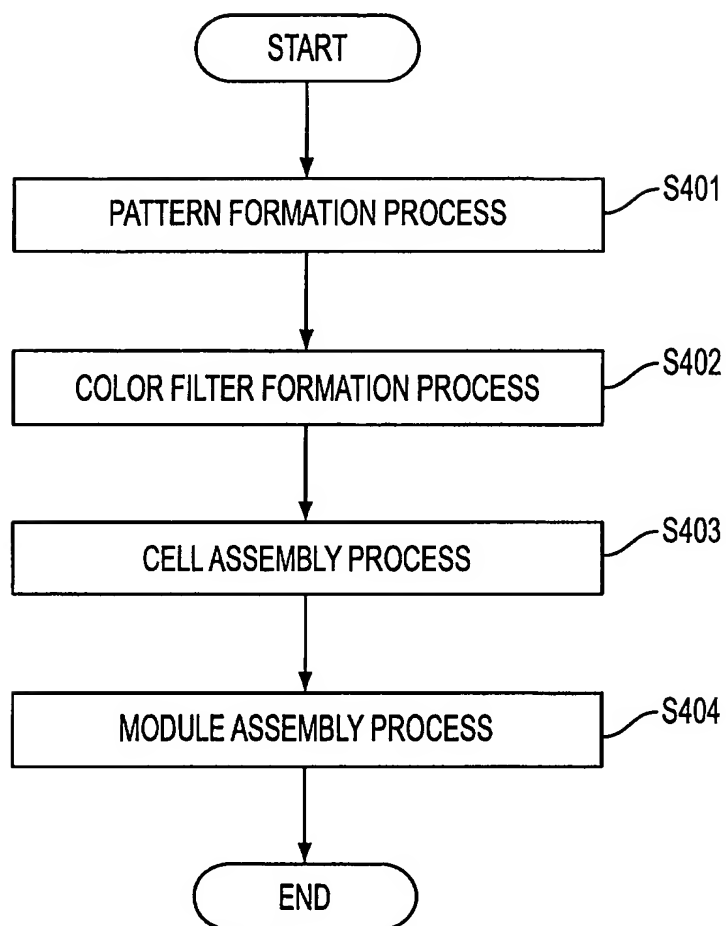 START
PATTERN FORMATION PROCESS
S401
COLOR FILTER FORMATION PROCESS
S402
CELL ASSEMBLY PROCESS
S403
MODULE ASSEMBLY PROCESS
S404
END